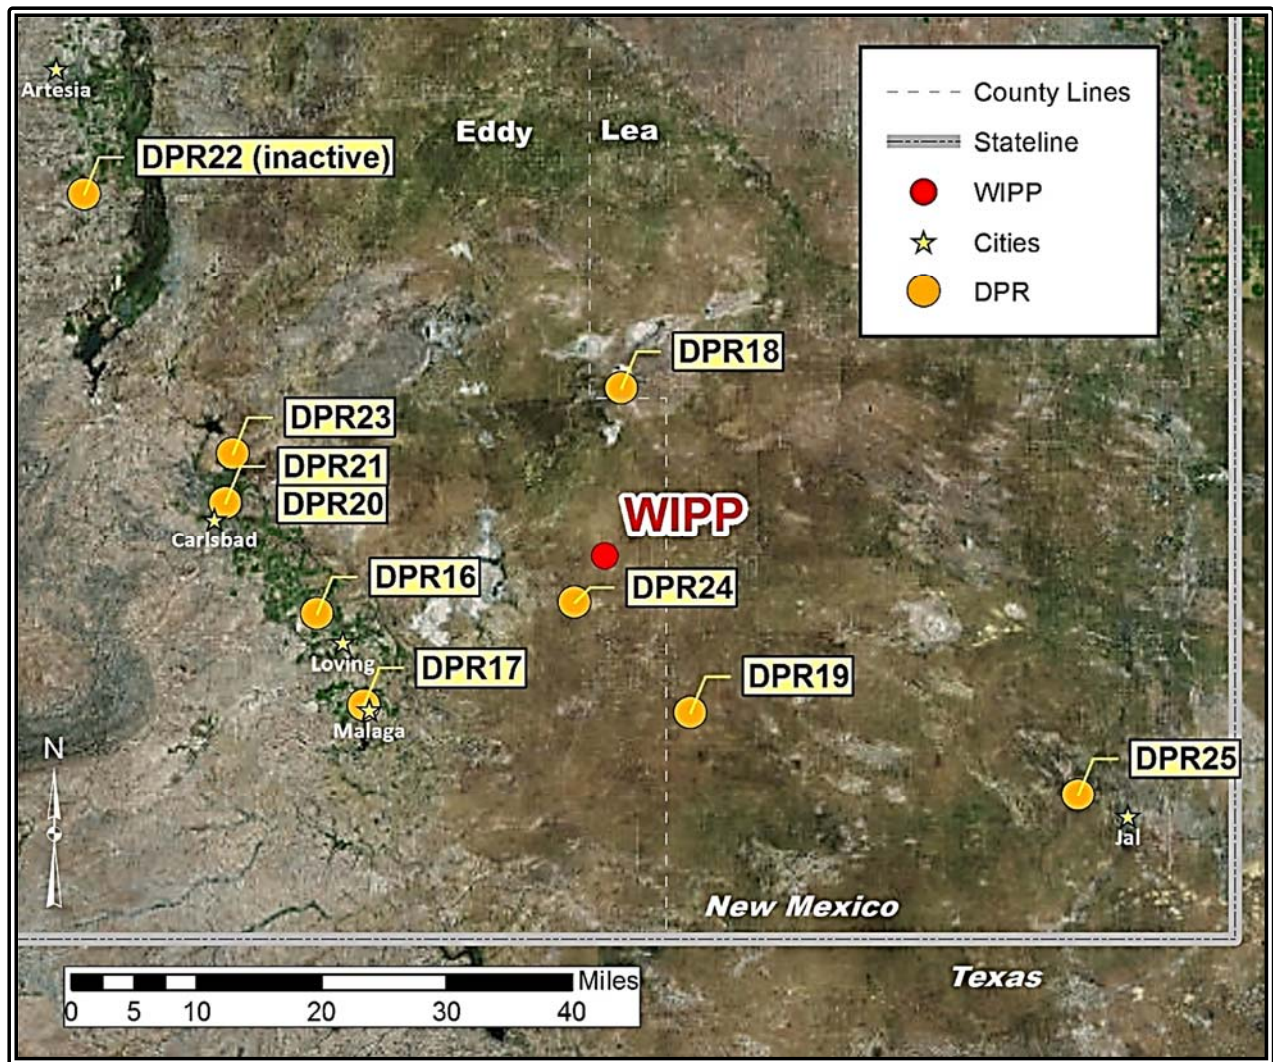 Artesia
Eddy
Lea
DPR22 (inactive)
County Lines
Stateline
WIPP
Cities
DPR
DPR18
DPR23
DPR21
DPR20
Carlsbad
WIPP
DPR16
DPR24
Loving
DPR17
DPR19
Malaga
N
DPR25
Jal
New Mexico
Texas
Miles
0 5 10 20 30 40